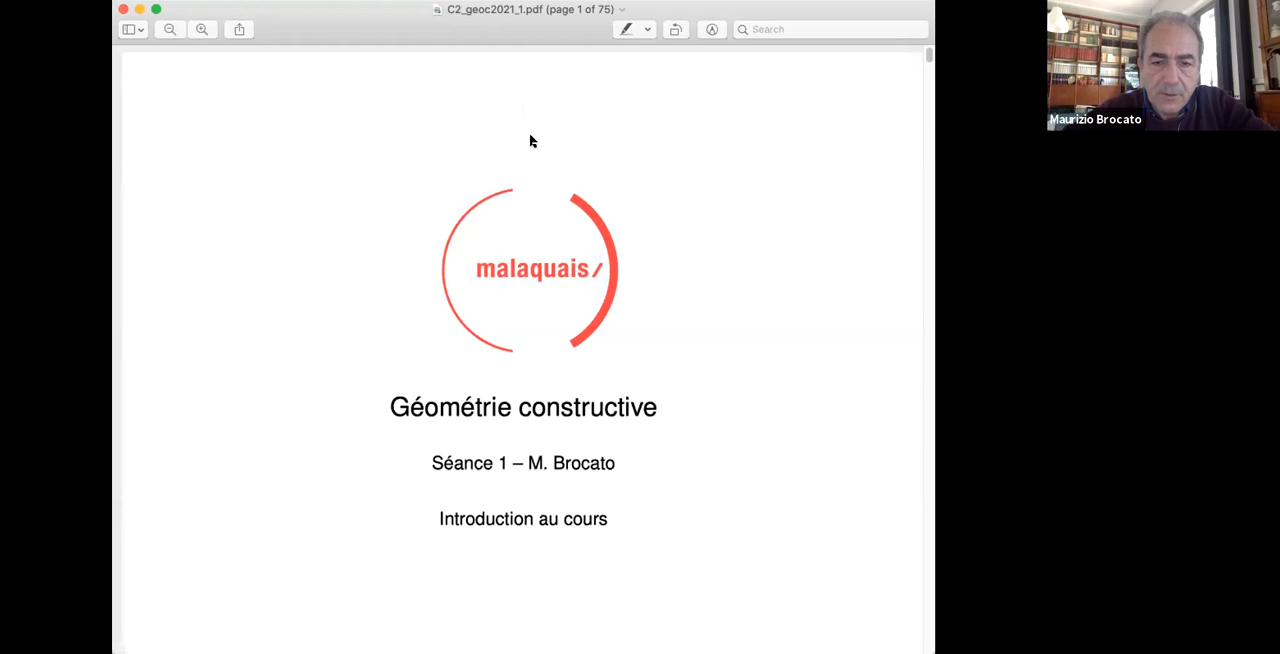 C2_geoc2021_1.pdf (page 1 of 75)
Search
Maurizio Brocato
malaquais/
Géométrie constructive
Séance 1 – M. Brocato
Introduction au cours